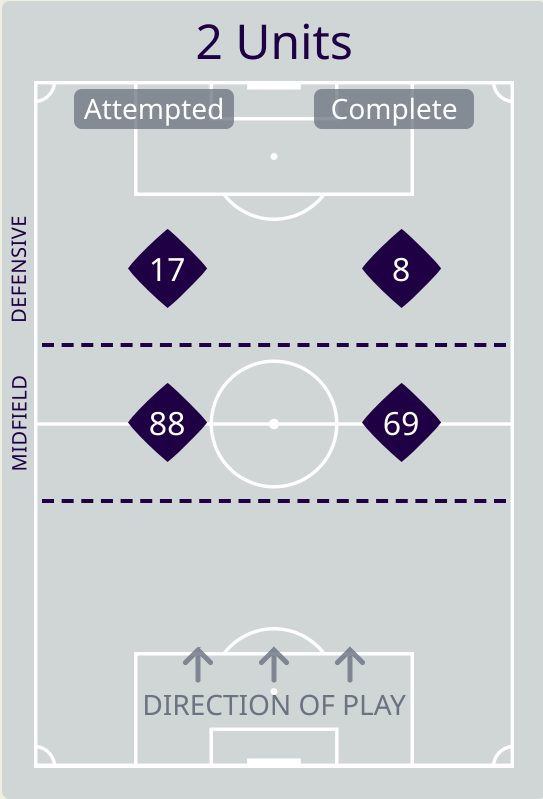 2 Units
Attempted
Complete
DEFENSIVE
17
8
MIDFIELD
88
69
DIRECTION OF PLAY